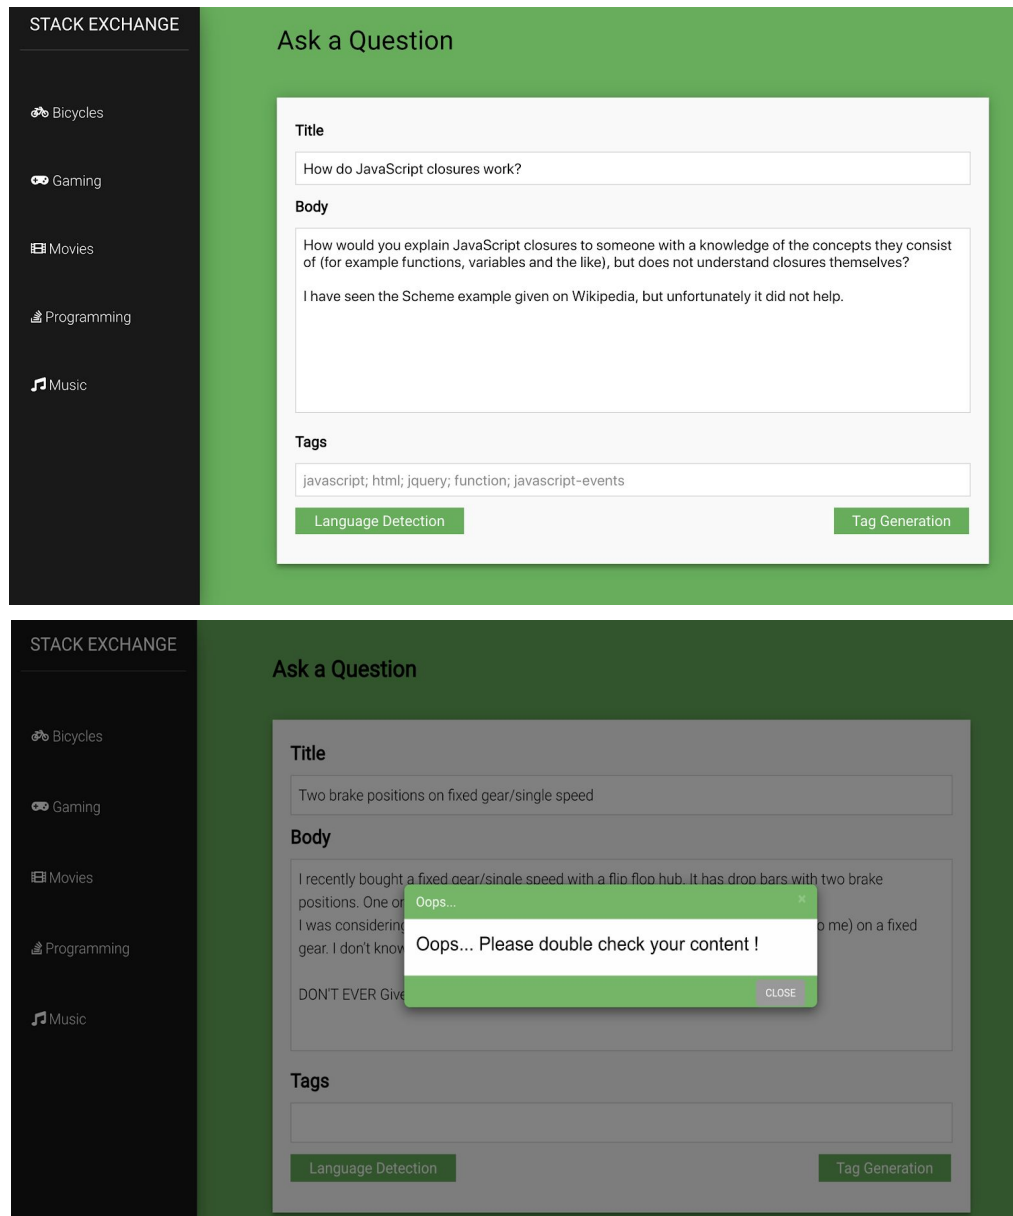 STACK EXCHANGE
Bicycles
Gaming
Movies
Programming
Music
Ask a Question
Title
How do JavaScript closures work?
Body
How would you explain JavaScript closures to someone with a knowledge of the concepts they consist
of (for example functions, variables and the like), but does not understand closures themselves?
I have seen the Scheme example given on Wikipedia, but unfortunately it did not help.
Tags
javascript; html; jquery; function; javascript-events
Language Detection
Tag Generation
STACK EXCHANGE
Bicycles
Gaming
Movies
Programming
Music
Ask a Question
Title
Two brake positions on fixed gear/single speed
Body
I recently bought a fixed gear/single speed with a flip flop hub. It has drop bars with two brake
positions. One or
I was considering o me) on a fixed
gear. I don't know
DON'T EVER Give
Oops... ×
Oops... Please double check your content !
CLOSE
Tags
Language Detection
Tag Generation